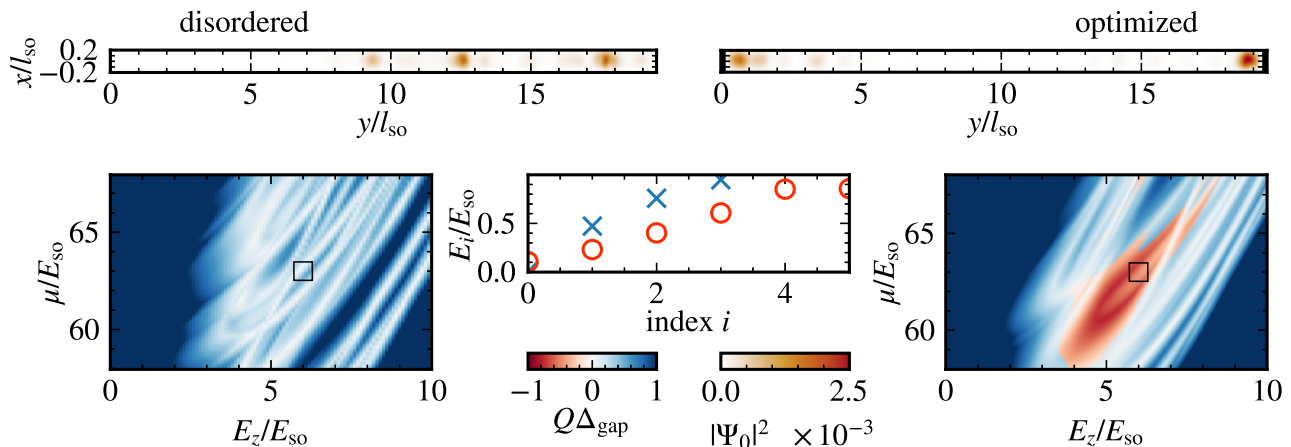 disordered
optimized
x/l_so
0.2
−0.2
0 5 10 15
y/l_so
0 5 10 15
y/l_so
μ/E_so
65
60
0 5 10
E_z/E_so
E_i/E_so
0.5
0.0
0 2 4
index i
−1 0 1
QΔ_gap
0.0 2.5
|Ψ_0|² ×10⁻³
μ/E_so
65
60
0 5 10
E_z/E_so